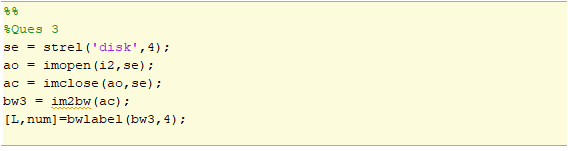 %%
%Ques 3
se = strel('disk',4);
ao = imopen(i2,se);
ac = imclose(ao,se);
bw3 = im2bw(ac);
[L,num]=bwlabel(bw3,4);